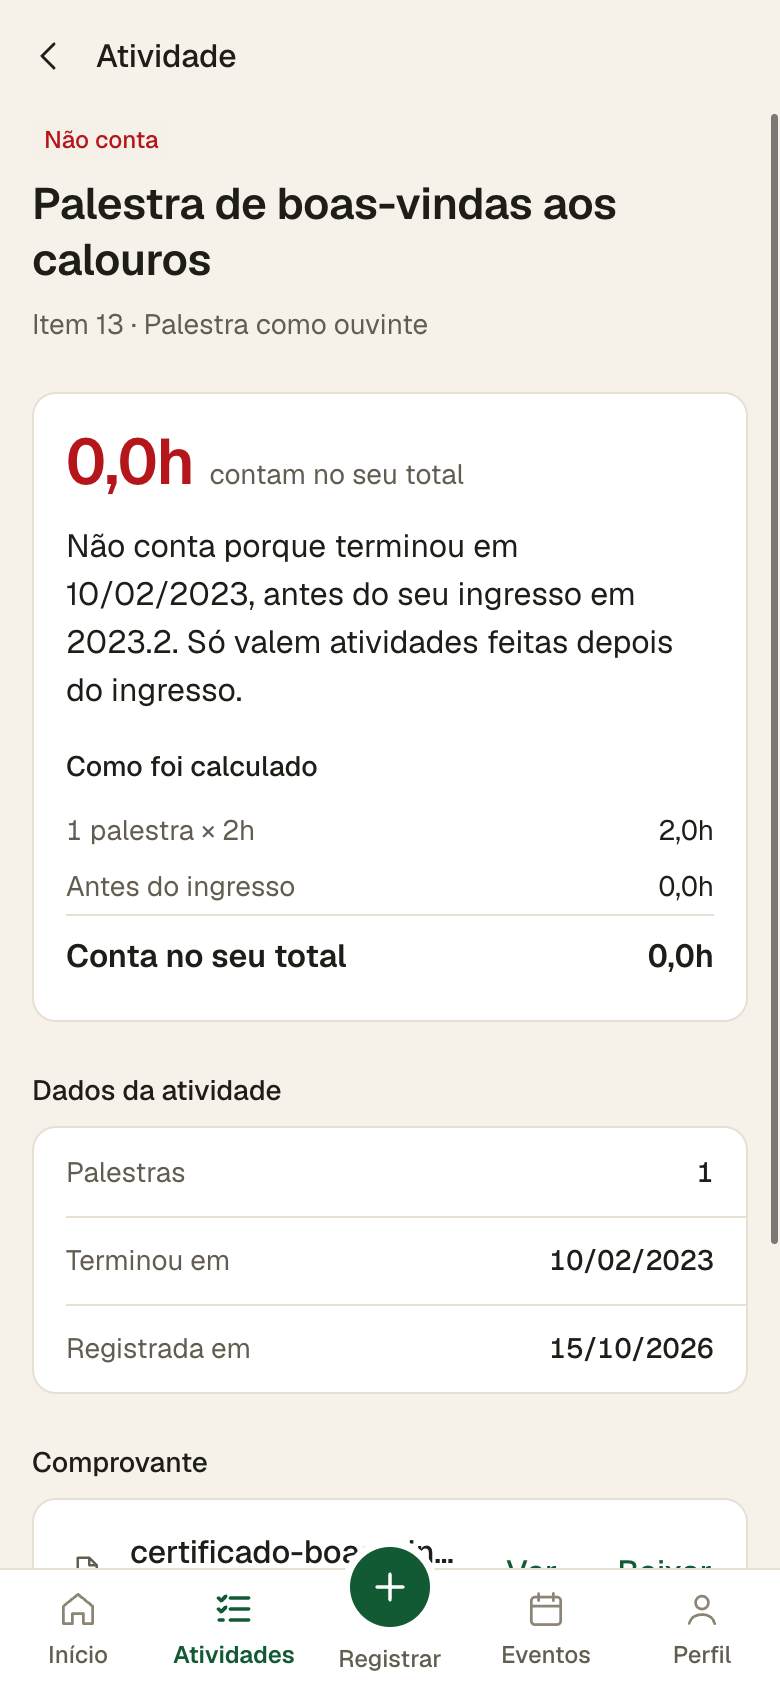 Atividade
Não conta
Palestra de boas-vindas aos
calouros
Item 13 · Palestra como ouvinte
0,0h contam no seu total
Não conta porque terminou em
10/02/2023, antes do seu ingresso em
2023.2. Só valem atividades feitas depois
do ingresso.
Como foi calculado
1 palestra × 2h 2,0h
Antes do ingresso 0,0h
Conta no seu total 0,0h
Dados da atividade
Palestras 1
Terminou em 10/02/2023
Registrada em 15/10/2026
Comprovante
Início
Atividades
Registrar
Eventos
Perfil